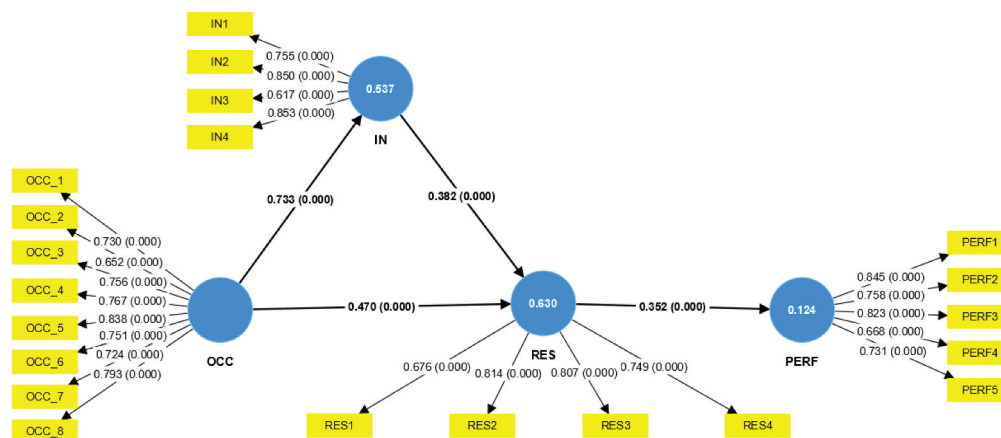 IN1
IN2
IN3
IN4
0.755 (0.000)
0.850 (0.000)
0.617 (0.000)
0.853 (0.000)
0.537
IN
0.733 (0.000)
0.382 (0.000)
OCC_1
OCC_2
OCC_3
OCC_4
OCC_5
OCC_6
OCC_7
OCC_8
0.730 (0.000)
0.652 (0.000)
0.756 (0.000)
0.767 (0.000)
0.838 (0.000)
0.751 (0.000)
0.724 (0.000)
0.793 (0.000)
OCC
0.470 (0.000)
0.630
RES
0.352 (0.000)
0.124
PERF
0.845 (0.000)
0.758 (0.000)
0.823 (0.000)
0.668 (0.000)
0.731 (0.000)
PERF1
PERF2
PERF3
PERF4
PERF5
0.676 (0.000)
0.814 (0.000)
0.807 (0.000)
0.749 (0.000)
RES1
RES2
RES3
RES4